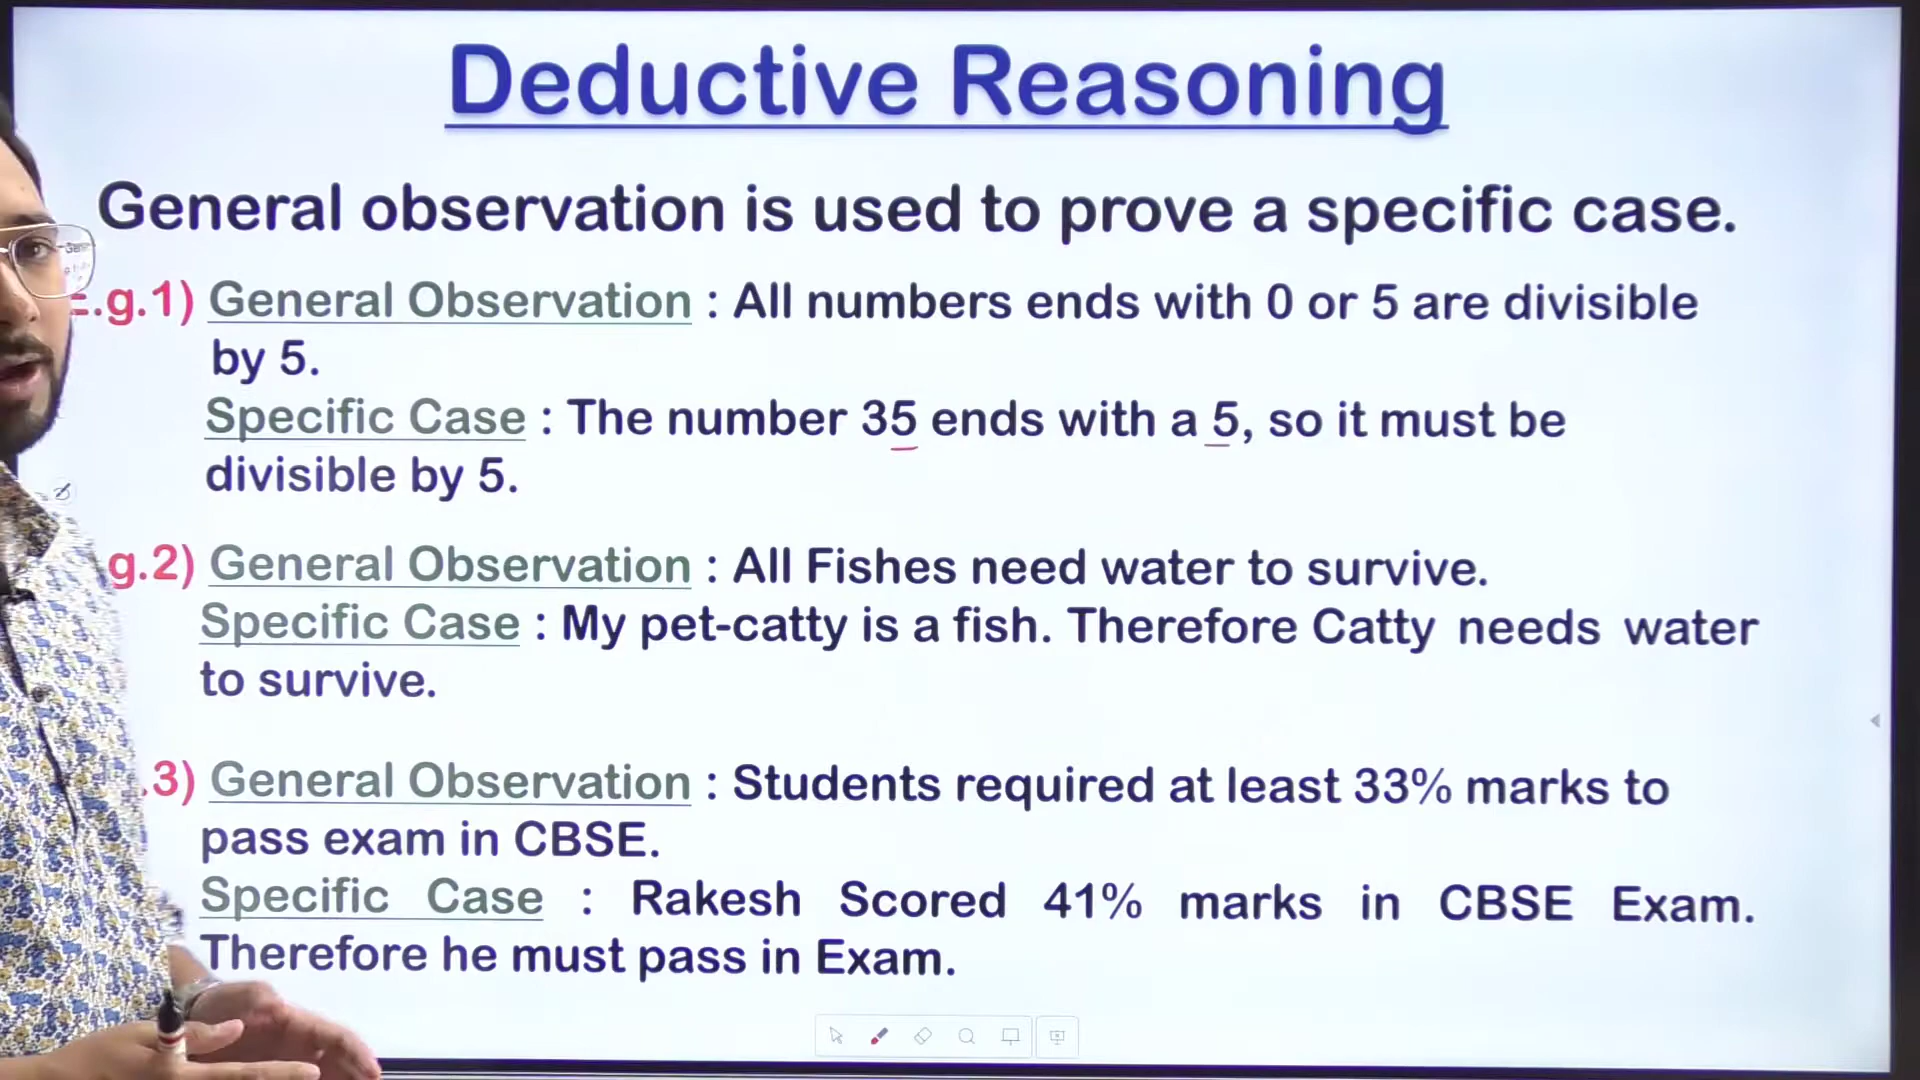 Deductive Reasoning
General observation is used to prove a specific case.
E.g.1) General Observation : All numbers ends with 0 or 5 are divisible
by 5.
Specific Case : The number 35 ends with a 5, so it must be
divisible by 5.
g.2) General Observation : All Fishes need water to survive.
Specific Case : My pet-catty is a fish. Therefore Catty needs water
to survive.
.3) General Observation : Students required at least 33% marks to
pass exam in CBSE.
Specific Case : Rakesh Scored 41% marks in CBSE Exam.
Therefore he must pass in Exam.